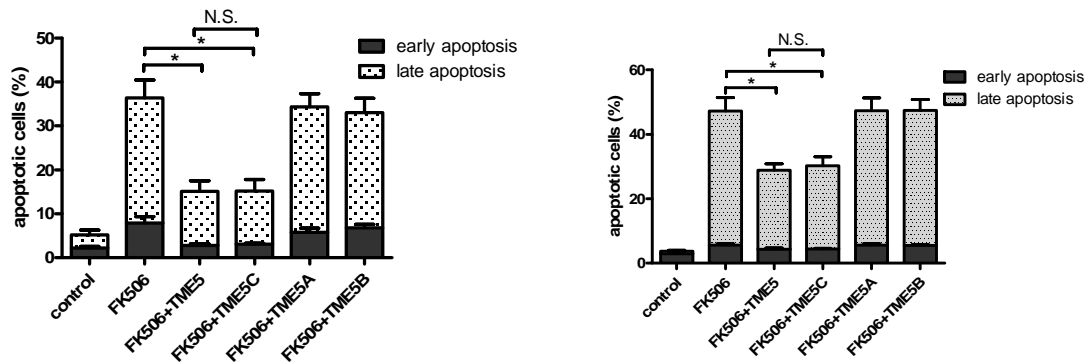 N.S.
*
*
50
40
30
20
10
0
apoptotic cells (%)
early apoptosis
late apoptosis
control
FK506
FK506+TME5
FK506+TME5C
FK506+TME5A
FK506+TME5B
N.S.
*
*
60
40
20
0
apoptotic cells (%)
early apoptosis
late apoptosis
control
FK506
FK506+TME5
FK506+TME5C
FK506+TME5A
FK506+TME5B